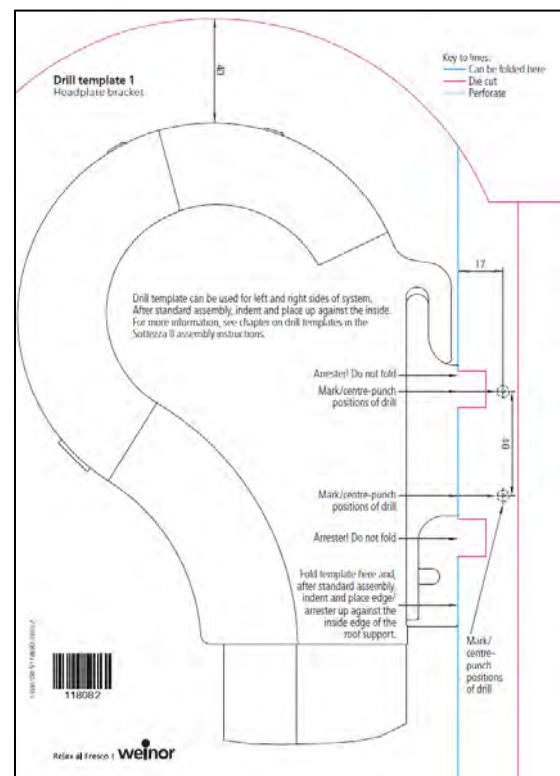 Drill template 1
Headplate bracket
40
Key to lines:
Can be folded here
Die cut
Perforate
17
Drill template can be used for left and right sides of system.
After standard assembly, indent and place up against the inside.
For more information, see chapter on drill templates in the
Sottezza II assembly instructions.
Arrester! Do not fold
Mark/centre-punch
positions of drill
40
Mark/centre-punch
positions of drill
Arrester! Do not fold
Fold template here and,
after standard assembly,
indent and place edge/
arrester up against the
inside edge of the
roof support.
Mark/
centre-
punch
positions
of drill
118082
Relax al Fresco | weinor